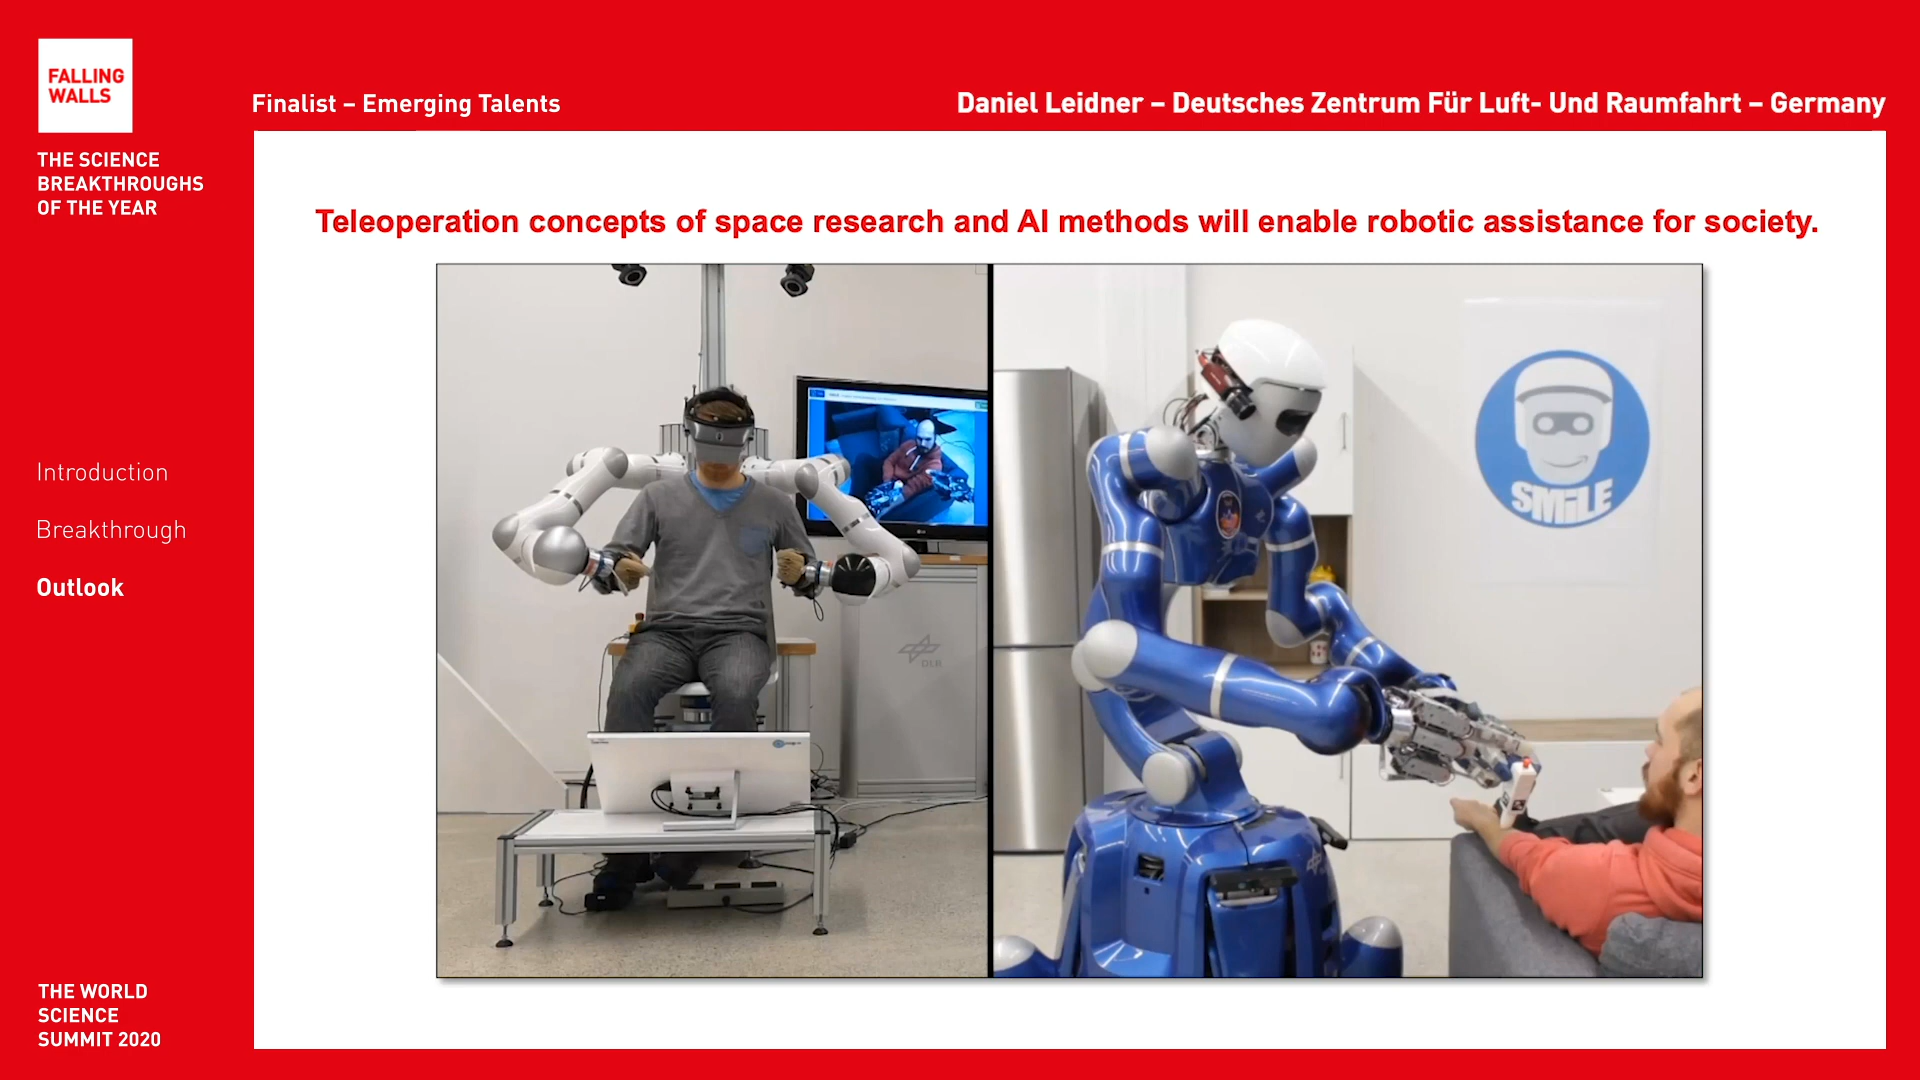 FALLING
WALLS
THE SCIENCE
BREAKTHROUGHS
OF THE YEAR
Finalist – Emerging Talents
Daniel Leidner – Deutsches Zentrum Für Luft- Und Raumfahrt – Germany
Teleoperation concepts of space research and AI methods will enable robotic assistance for society.
SMiLE
DLR
Introduction
Breakthrough
Outlook
THE WORLD
SCIENCE
SUMMIT 2020